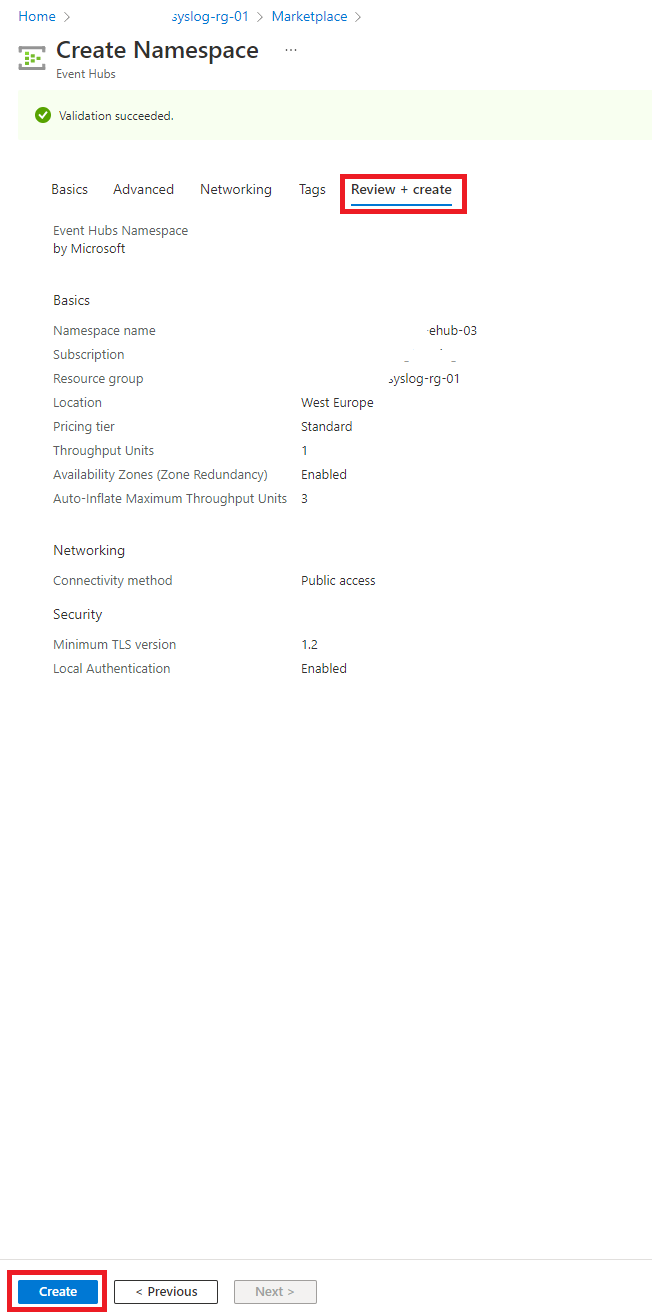 Home > syslog-rg-01 > Marketplace >
Create Namespace ...
Event Hubs
Validation succeeded.
Basics Advanced Networking Tags Review + create
Event Hubs Namespace
by Microsoft
Basics
Namespace name ehub-03
Subscription
Resource group syslog-rg-01
Location West Europe
Pricing tier Standard
Throughput Units 1
Availability Zones (Zone Redundancy) Enabled
Auto-Inflate Maximum Throughput Units 3
Networking
Connectivity method Public access
Security
Minimum TLS version 1.2
Local Authentication Enabled
Create < Previous Next >